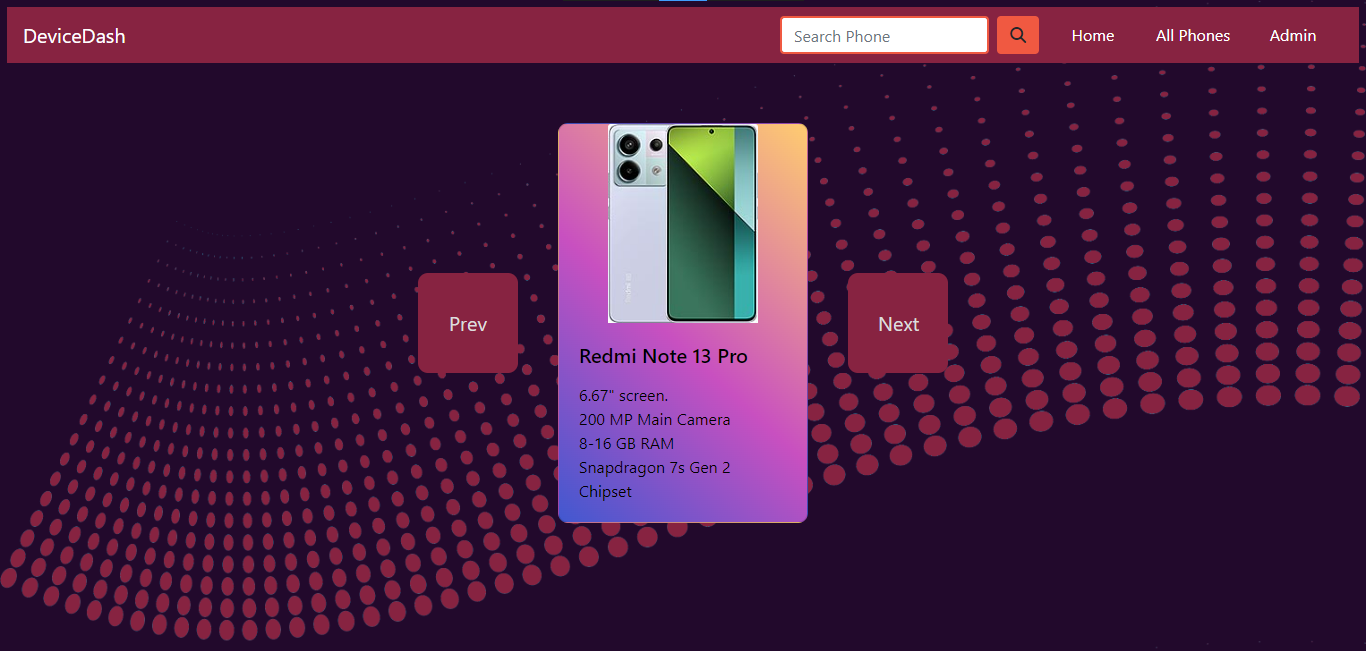 DeviceDash
Search Phone
Home
All Phones
Admin
Prev
Next
Redmi Note 13 Pro
6.67" screen.
200 MP Main Camera
8-16 GB RAM
Snapdragon 7s Gen 2
Chipset